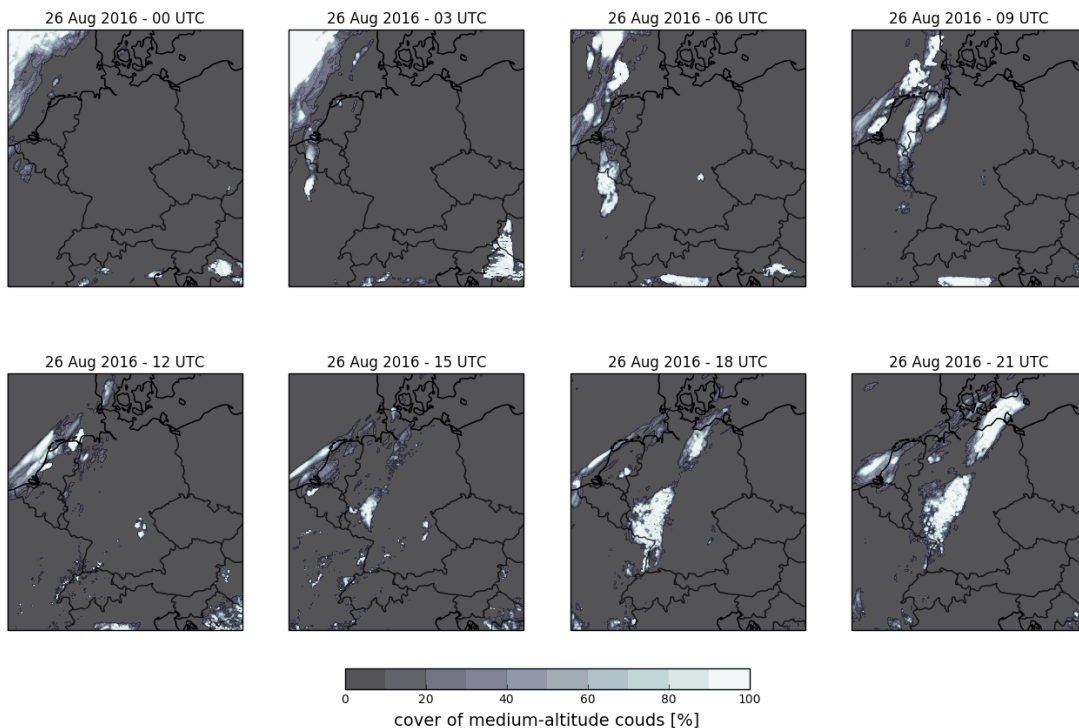 26 Aug 2016 - 00 UTC
26 Aug 2016 - 03 UTC
26 Aug 2016 - 06 UTC
26 Aug 2016 - 09 UTC
26 Aug 2016 - 12 UTC
26 Aug 2016 - 15 UTC
26 Aug 2016 - 18 UTC
26 Aug 2016 - 21 UTC
0 20 40 60 80 100
cover of medium-altitude couds [%]